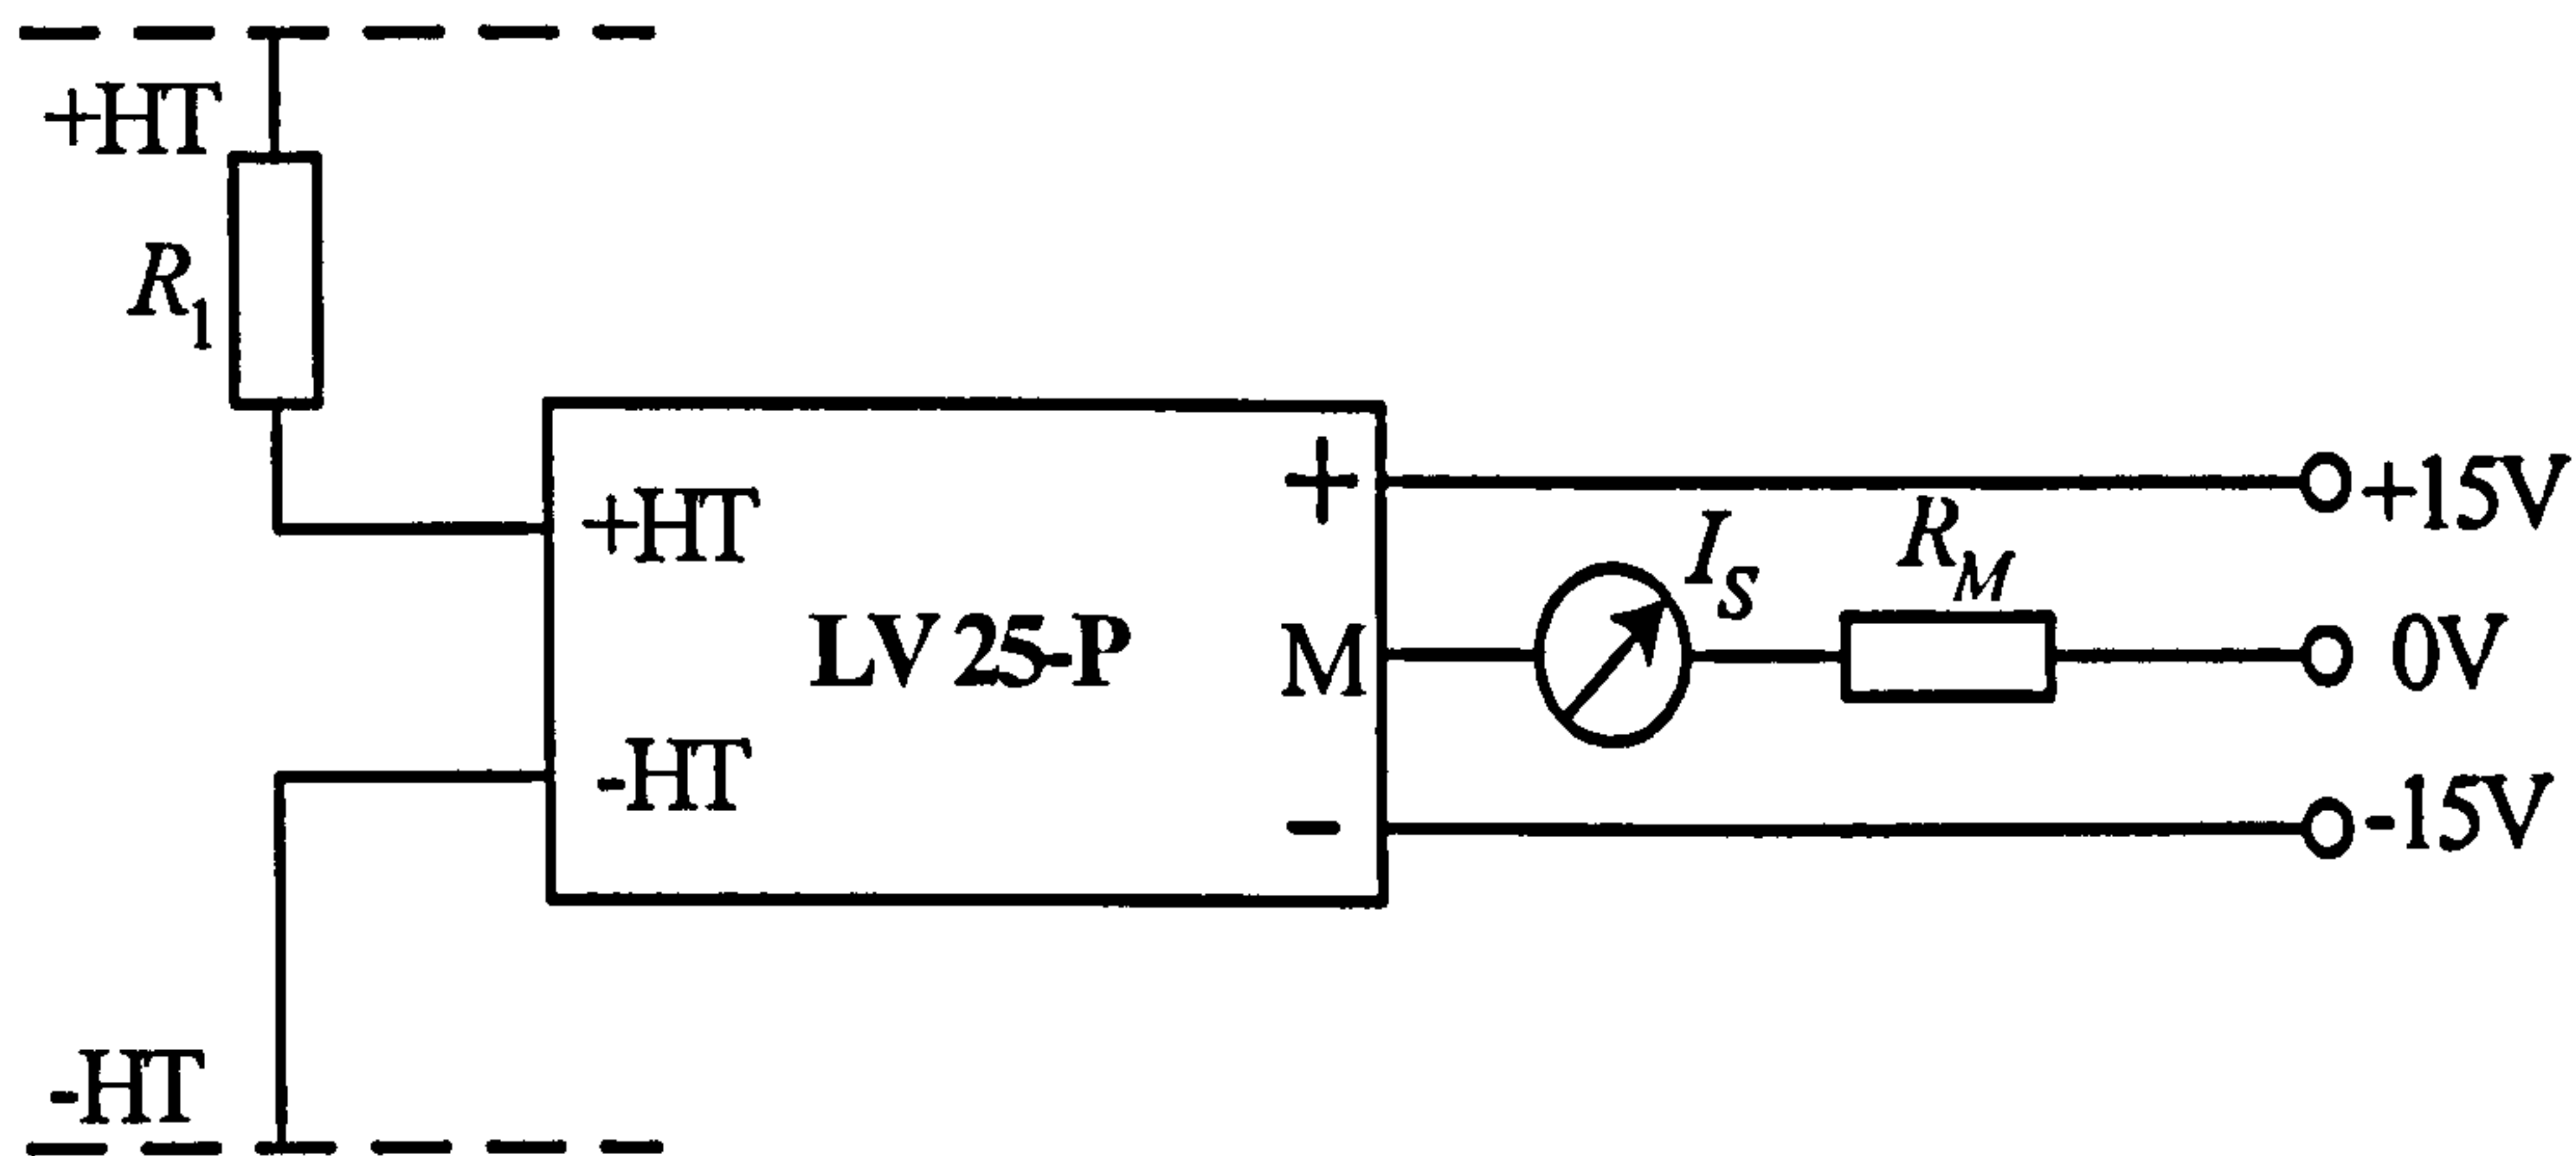 +HT
R1
+HT
LV 25-P
-HT
+
M
-
IS
RM
+15V
0V
-15V
-HT